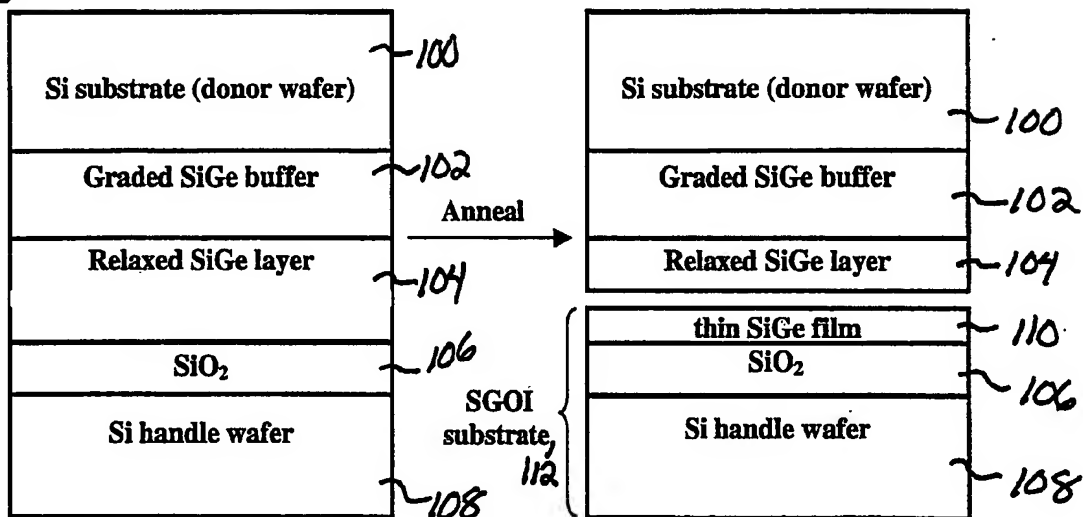 Si substrate (donor wafer)
100
Graded SiGe buffer
102
Relaxed SiGe layer
104
SiO₂
106
Si handle wafer
108
Anneal
Si substrate (donor wafer)
100
Graded SiGe buffer
102
Relaxed SiGe layer
104
thin SiGe film
110
SiO₂
106
SGOI
substrate,
112
Si handle wafer
108